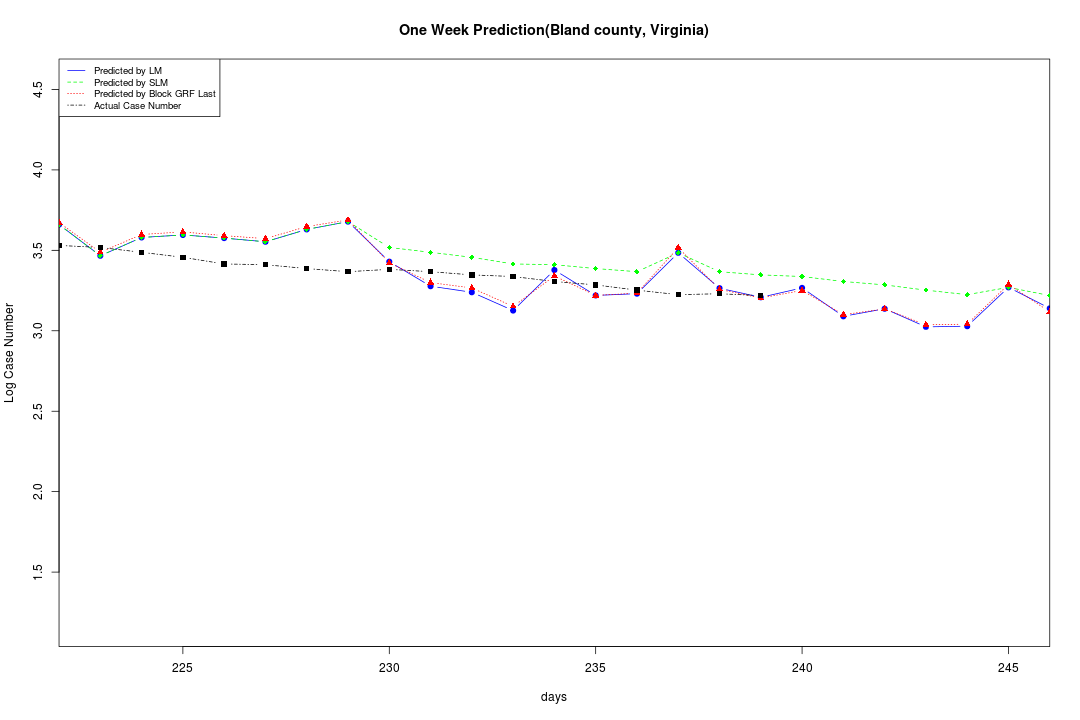 One Week Prediction(Bland county, Virginia)
Predicted by LM
Predicted by SLM
Predicted by Block GRF Last
Actual Case Number
4.5
4.0
3.5
3.0
2.5
2.0
1.5
Log Case Number
225
230
235
240
245
days